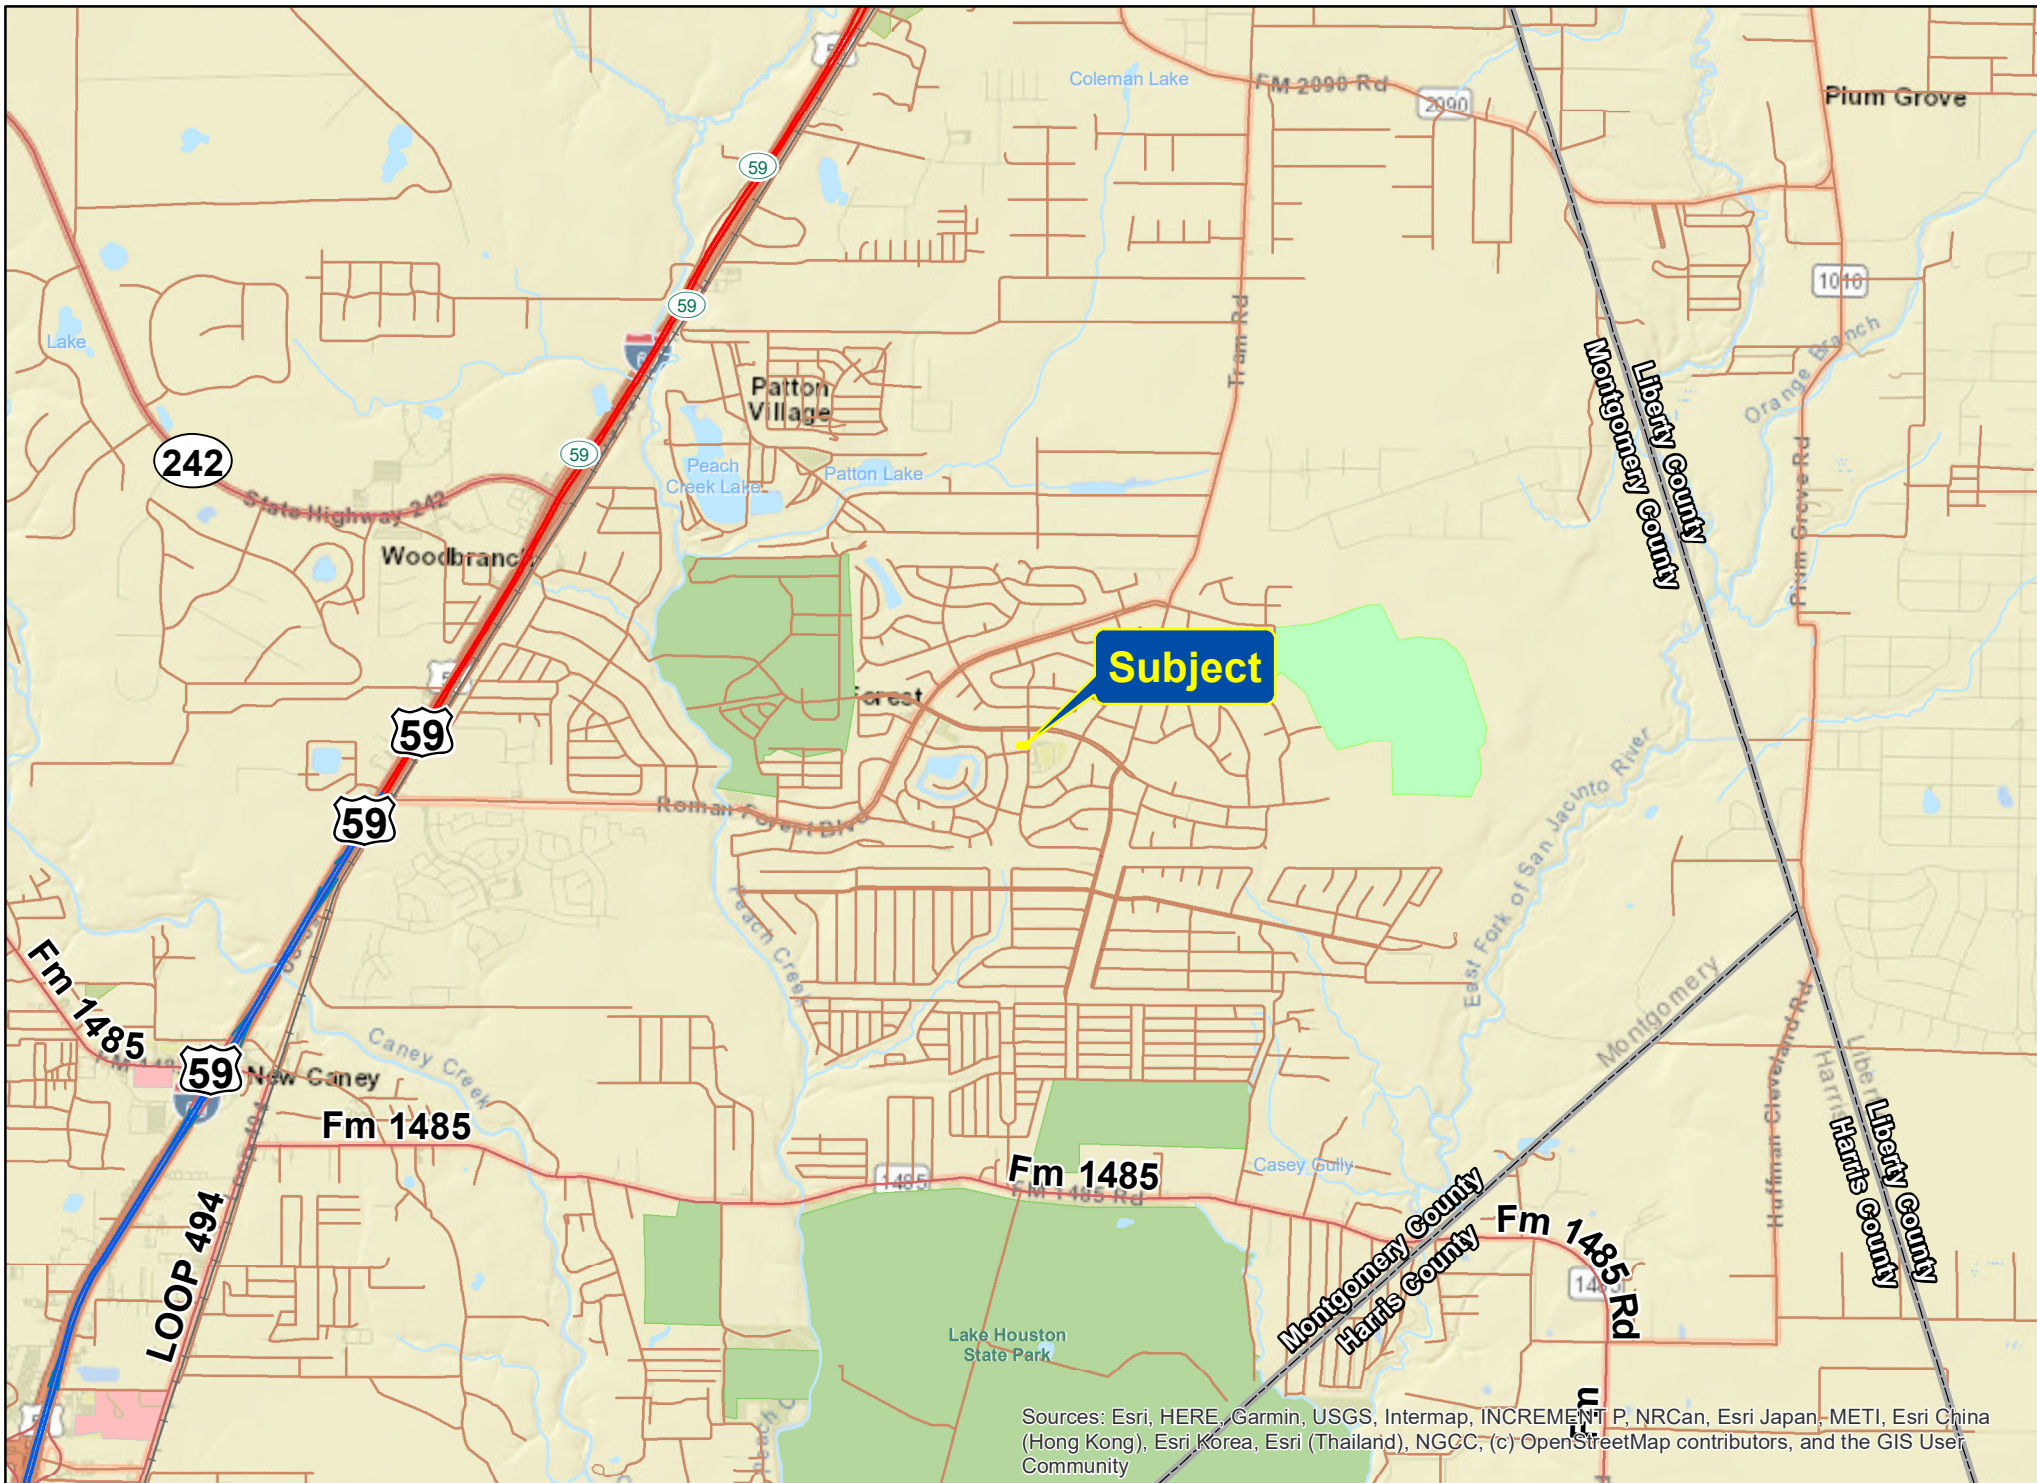 Coleman Lake
FM 2090 Rd
2090
Plum Grove
59
1010
59
Lake
Tram Rd
Orange Branch
Patton
Village
Liberty County
Montgomery County
242
59
Peach
Creek Lake
Patton Lake
State Highway 242
Plum Grove Rd
Woodbranch
Subject
Forest
59
59
Roman Forest Blvd
East Fork of San Jacinto River
Peach Creek
Fm 1485
Montgomery
Huffman Cleveland Rd
Caney Creek
59
New Caney
Harris
Fm 1485
Fm 1485
1485
FM 1485 Rd
Casey Gully
Liberty County
Harris County
LOOP 494
Montgomery County
Harris County
Fm 1485 Rd
Lake Houston
State Park
Fm
Sources: Esri, HERE, Garmin, USGS, Intermap, INCREMENT P, NRCan, Esri Japan, METI, Esri China
(Hong Kong), Esri Korea, Esri (Thailand), NGCC, (c) OpenStreetMap contributors, and the GIS User
Community